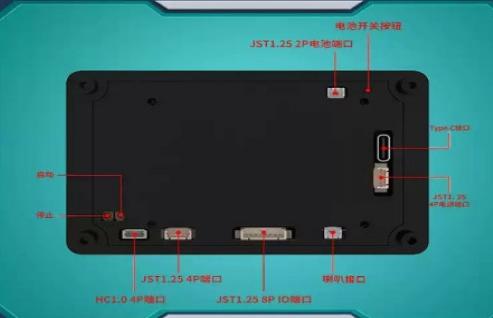 电池开关按钮
JST1.25 2P电池端口
Type-C接口
JST1.25
4P电源端口
启动
停止
JST1.25 4P端口
HC1.0 4P端口
JST1.25 8P IO端口
喇叭接口